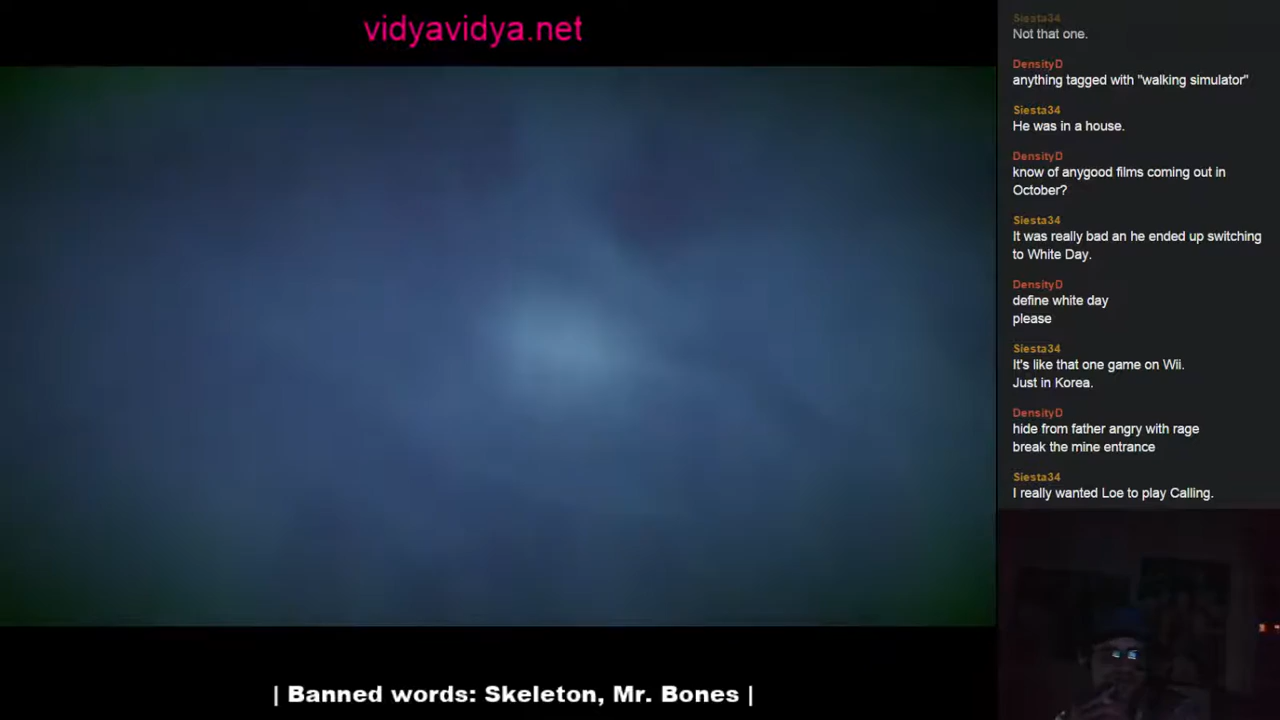 vidyavidya.net
Siesta34
Not that one.
DensityD
anything tagged with "walking simulator"
Siesta34
He was in a house.
DensityD
know of anygood films coming out in
October?
Siesta34
It was really bad an he ended up switching
to White Day.
DensityD
define white day
please
Siesta34
It's like that one game on Wii.
Just in Korea.
DensityD
hide from father angry with rage
break the mine entrance
Siesta34
I really wanted Loe to play Calling.
| Banned words: Skeleton, Mr. Bones |